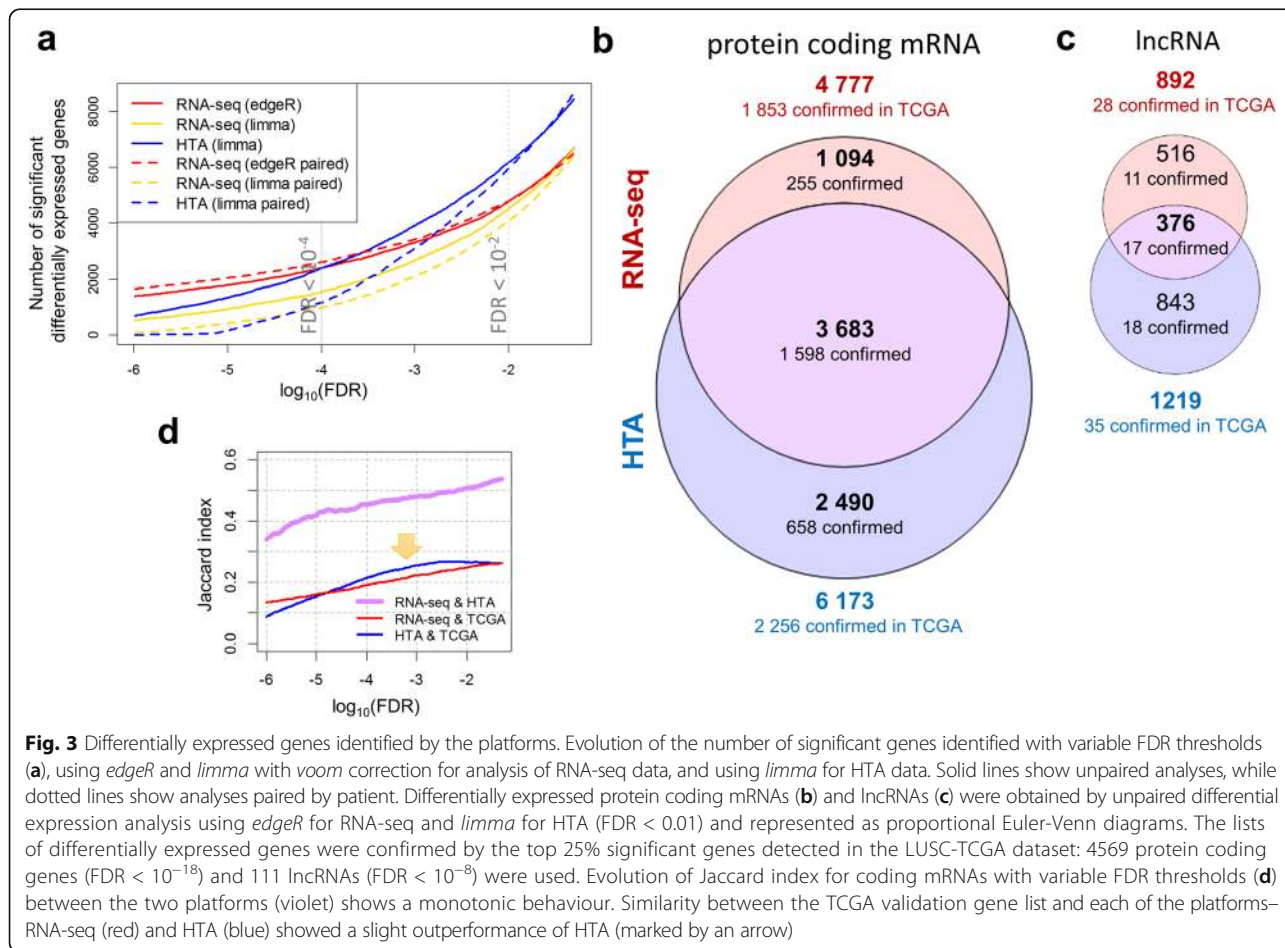 a
Number of significant
differentially expressed genes
8000
6000
4000
2000
0
RNA-seq (edgeR)
RNA-seq (limma)
HTA (limma)
RNA-seq (edgeR paired)
RNA-seq (limma paired)
HTA (limma paired)
FDR < 10⁻⁴
FDR < 10⁻²
-6 -5 -4 -3 -2
log₁₀(FDR)
b
protein coding mRNA
4 777
1 853 confirmed in TCGA
RNA-seq
1 094
255 confirmed
3 683
1 598 confirmed
HTA
2 490
658 confirmed
6 173
2 256 confirmed in TCGA
c
lncRNA
892
28 confirmed in TCGA
516
11 confirmed
376
17 confirmed
843
18 confirmed
1219
35 confirmed in TCGA
d
Jaccard index
0.6
0.4
0.2
0.0
RNA-seq & HTA
RNA-seq & TCGA
HTA & TCGA
-6 -5 -4 -3 -2
log₁₀(FDR)
Fig. 3 Differentially expressed genes identified by the platforms. Evolution of the number of significant genes identified with variable FDR thresholds
(a), using edgeR and limma with voom correction for analysis of RNA-seq data, and using limma for HTA data. Solid lines show unpaired analyses, while
dotted lines show analyses paired by patient. Differentially expressed protein coding mRNAs (b) and lncRNAs (c) were obtained by unpaired differential
expression analysis using edgeR for RNA-seq and limma for HTA (FDR < 0.01) and represented as proportional Euler-Venn diagrams. The lists
of differentially expressed genes were confirmed by the top 25% significant genes detected in the LUSC-TCGA dataset: 4569 protein coding
genes (FDR < 10⁻¹⁸) and 111 lncRNAs (FDR < 10⁻⁸) were used. Evolution of Jaccard index for coding mRNAs with variable FDR thresholds (d)
between the two platforms (violet) shows a monotonic behaviour. Similarity between the TCGA validation gene list and each of the platforms–
RNA-seq (red) and HTA (blue) showed a slight outperformance of HTA (marked by an arrow)